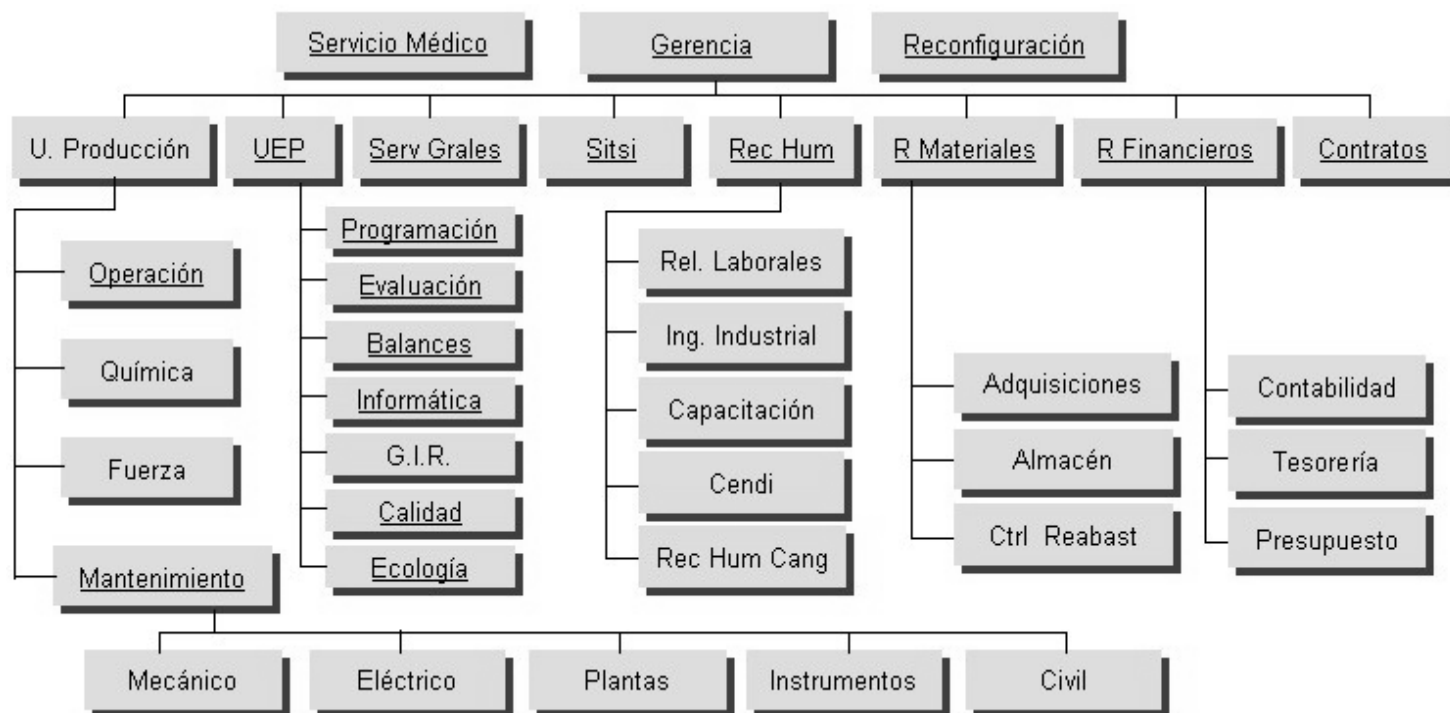 Servicio Médico
Gerencia
Reconfiguración
U. Producción
UEP
Serv Grales
Sitsi
Rec Hum
R Materiales
R Financieros
Contratos
Operación
Química
Fuerza
Mantenimiento
Programación
Evaluación
Balances
Informática
G.I.R.
Calidad
Ecología
Rel. Laborales
Ing. Industrial
Capacitación
Cendi
Rec Hum Cang
Adquisiciones
Almacén
Ctrl Reabast
Contabilidad
Tesorería
Presupuesto
Mecánico
Eléctrico
Plantas
Instrumentos
Civil